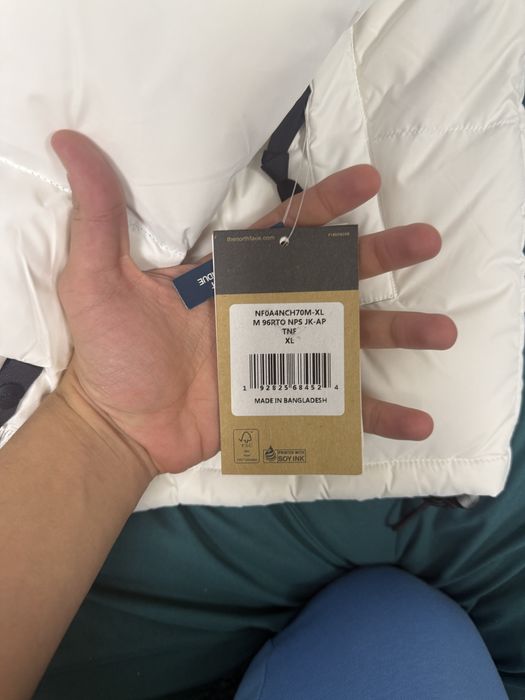 thenorthface.com
NF0A4NCH70M-XL
M 96RTO NPS JK-AP
TNF
XL
1 92825 68452 4
MADE IN BANGLADESH
FSC
PRINTED WITH
SOY INK